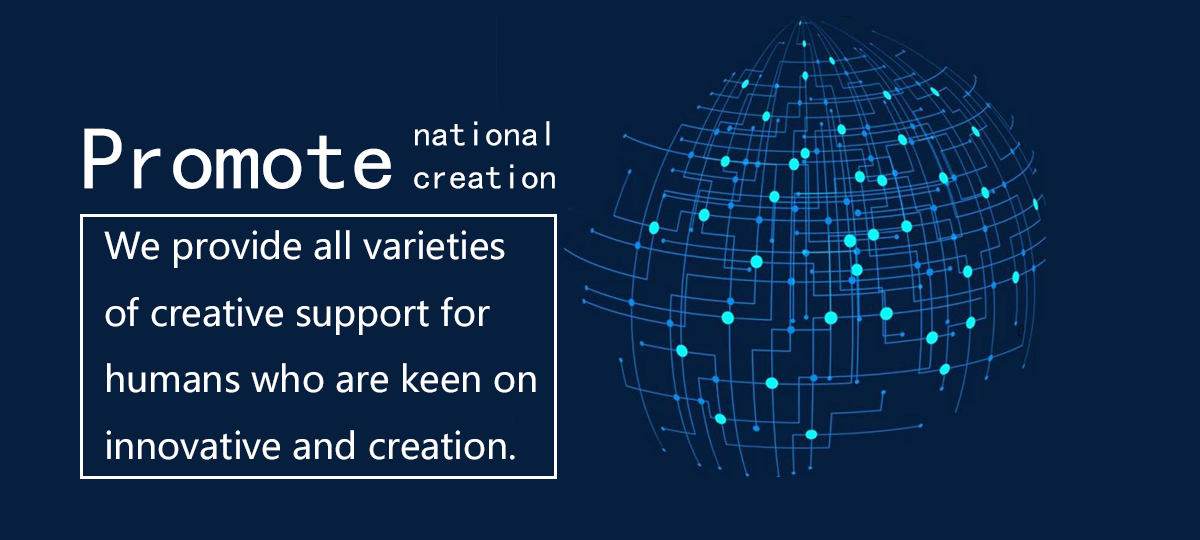 Promote
national
creation
We provide all varieties
of creative support for
humans who are keen on
innovative and creation.